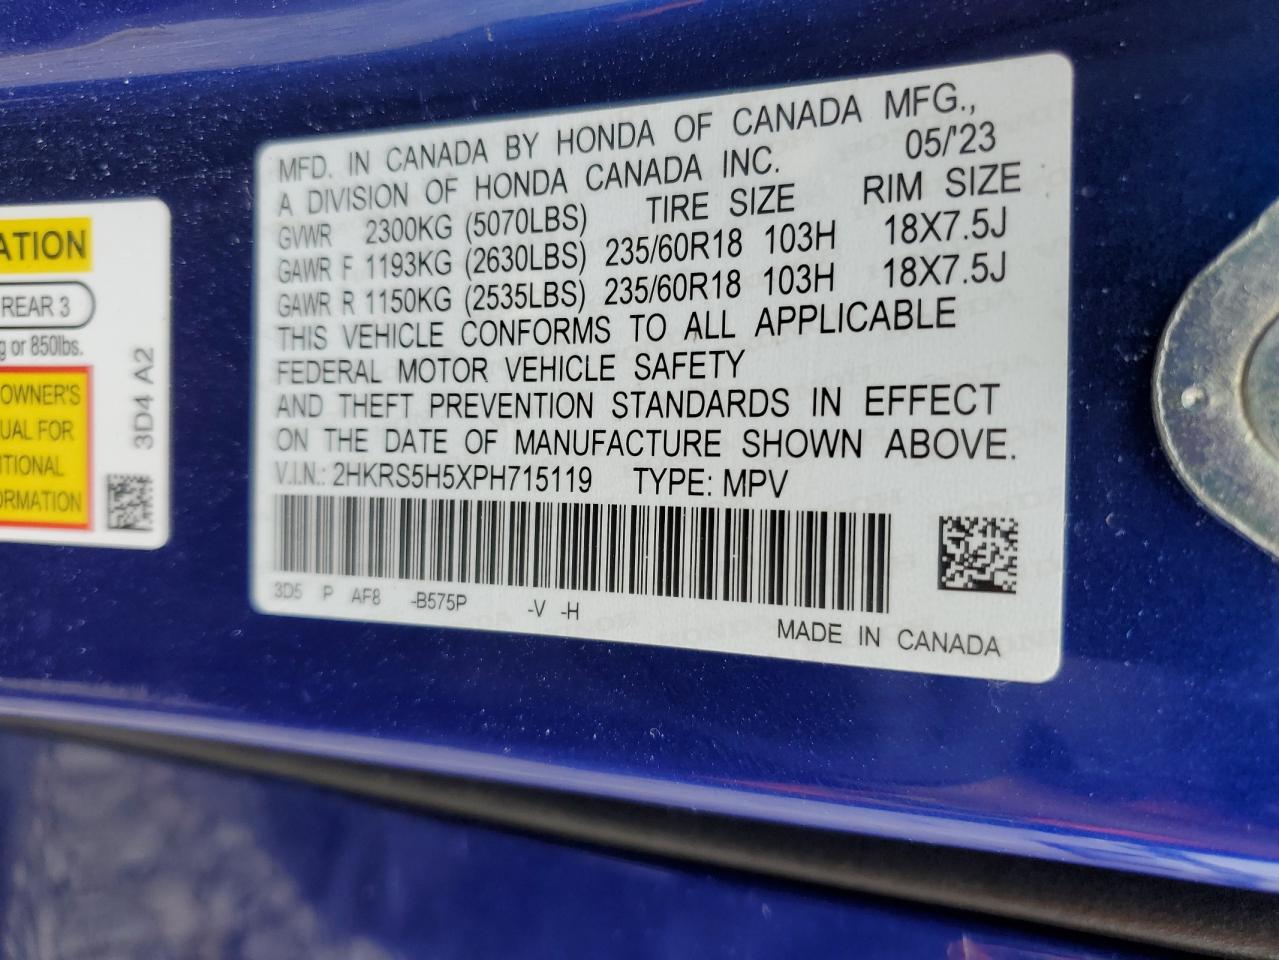 ATION
REAR 3
g or 850lbs.
OWNER'S
UAL FOR
ITIONAL
ORMATION
3D4 A2
MFD. IN CANADA BY HONDA OF CANADA MFG.,
A DIVISION OF HONDA CANADA INC. 05/'23
GVWR 2300KG (5070LBS) TIRE SIZE RIM SIZE
GAWR F 1193KG (2630LBS) 235/60R18 103H 18X7.5J
GAWR R 1150KG (2535LBS) 235/60R18 103H 18X7.5J
THIS VEHICLE CONFORMS TO ALL APPLICABLE
FEDERAL MOTOR VEHICLE SAFETY
AND THEFT PREVENTION STANDARDS IN EFFECT
ON THE DATE OF MANUFACTURE SHOWN ABOVE.
V.I.N.: 2HKRS5H5XPH715119 TYPE: MPV
3D5 P AF8 -B575P -V -H
MADE IN CANADA